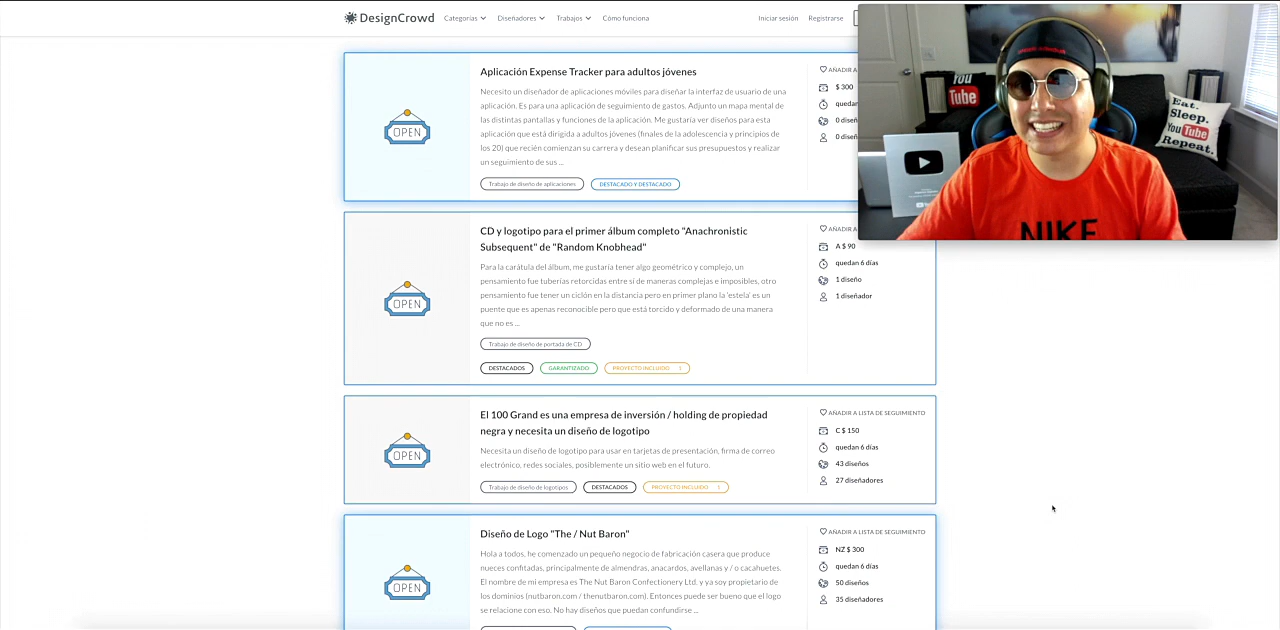 DesignCrowd
Categorías
Diseñadores
Trabajos
Cómo funciona
Iniciar sesión
Registrarse
OPEN
Aplicación Expense Tracker para adultos jóvenes
Necesito un diseñador de aplicaciones móviles para diseñar la interfaz de usuario de una
aplicación. Es para una aplicación de seguimiento de gastos. Adjunto un mapa mental de
las distintas pantallas y funciones de la aplicación. Me gustaría ver diseños para esta
aplicación que está dirigida a adultos jóvenes (finales de la adolescencia y principios de
los 20) que recién comienzan su carrera y desean planificar sus presupuestos y realizar
un seguimiento de sus ...
Trabajo de diseño de aplicaciones
DESTACADO Y DESTACADO
AÑADIR A
$ 300
quedan
0 diseñ
0 diseñ
OPEN
CD y logotipo para el primer álbum completo "Anachronistic
Subsequent" de "Random Knobhead"
Para la carátula del álbum, me gustaría tener algo geométrico y complejo, un
pensamiento fue tuberías retorcidas entre sí de maneras complejas e imposibles, otro
pensamiento fue tener un ciclón en la distancia pero en primer plano la 'estela' es un
puente que es apenas reconocible pero que está torcido y deformado de una manera
que no es ...
Trabajo de diseño de portada de CD
DESTACADOS
GARANTIZADO
PROYECTO INCLUIDO 1
AÑADIR A
A $ 90
quedan 6 días
1 diseño
1 diseñador
OPEN
El 100 Grand es una empresa de inversión / holding de propiedad
negra y necesita un diseño de logotipo
Necesita un diseño de logotipo para usar en tarjetas de presentación, firma de correo
electrónico, redes sociales, posiblemente un sitio web en el futuro.
Trabajo de diseño de logotipos
DESTACADOS
PROYECTO INCLUIDO 1
AÑADIR A LISTA DE SEGUIMIENTO
C $ 150
quedan 6 días
43 diseños
27 diseñadores
OPEN
Diseño de Logo "The / Nut Baron"
Hola a todos, he comenzado un pequeño negocio de fabricación casera que produce
nueces confitadas, principalmente de almendras, anacardos, avellanas y / o cacahuetes.
El nombre de mi empresa es The Nut Baron Confectionery Ltd. y ya soy propietario de
los dominios (nutbaron.com / thenutbaron.com). Entonces puede ser bueno que el logo
se relacione con eso. No hay diseños que puedan confundirse ...
AÑADIR A LISTA DE SEGUIMIENTO
NZ $ 300
quedan 6 días
50 diseños
35 diseñadores
You
Tube
Eat.
Sleep.
YouTube
Repeat.
NIKE